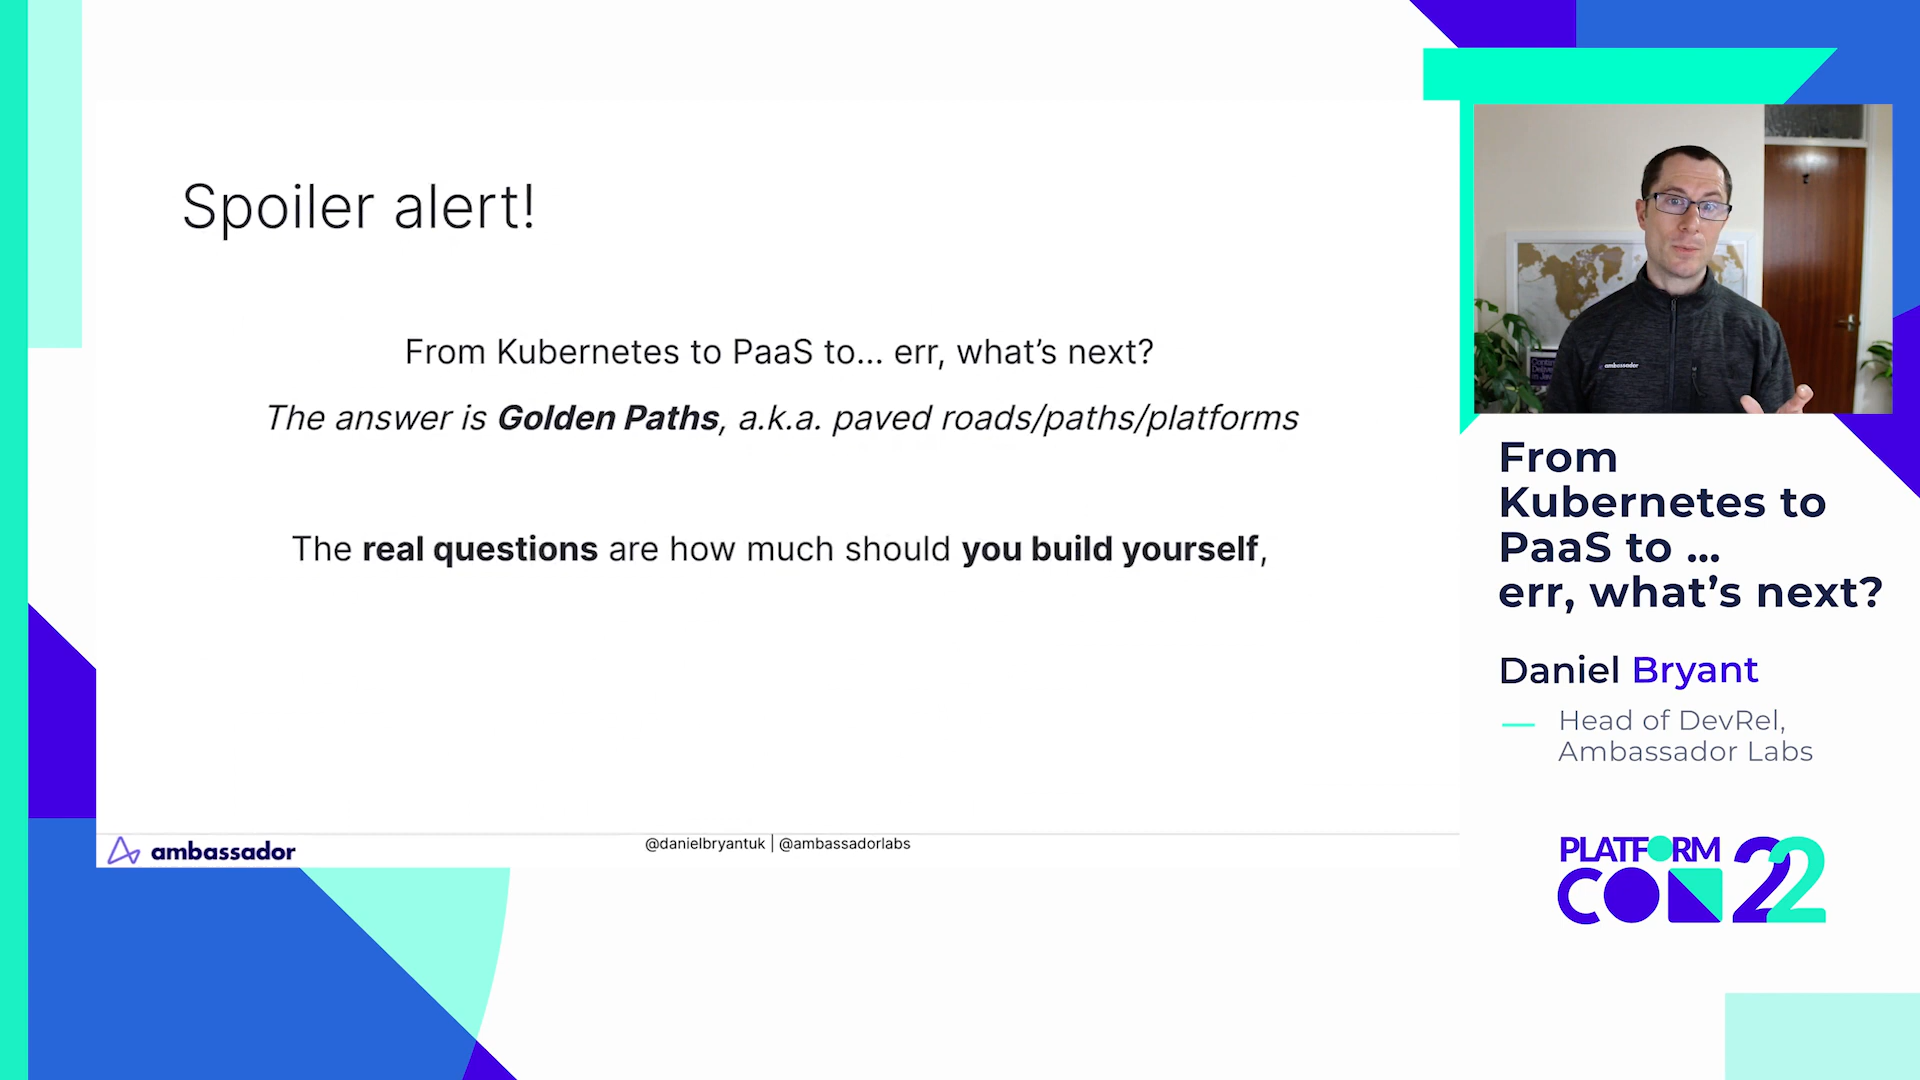 Spoiler alert!
From Kubernetes to PaaS to... err, what's next?
The answer is Golden Paths, a.k.a. paved roads/paths/platforms
The real questions are how much should you build yourself,
ambassador
@danielbryantuk | @ambassadorlabs
ambassador
From
Kubernetes to
PaaS to ...
err, what's next?
Daniel Bryant
Head of DevRel,
Ambassador Labs
PLATFORM
CON 22